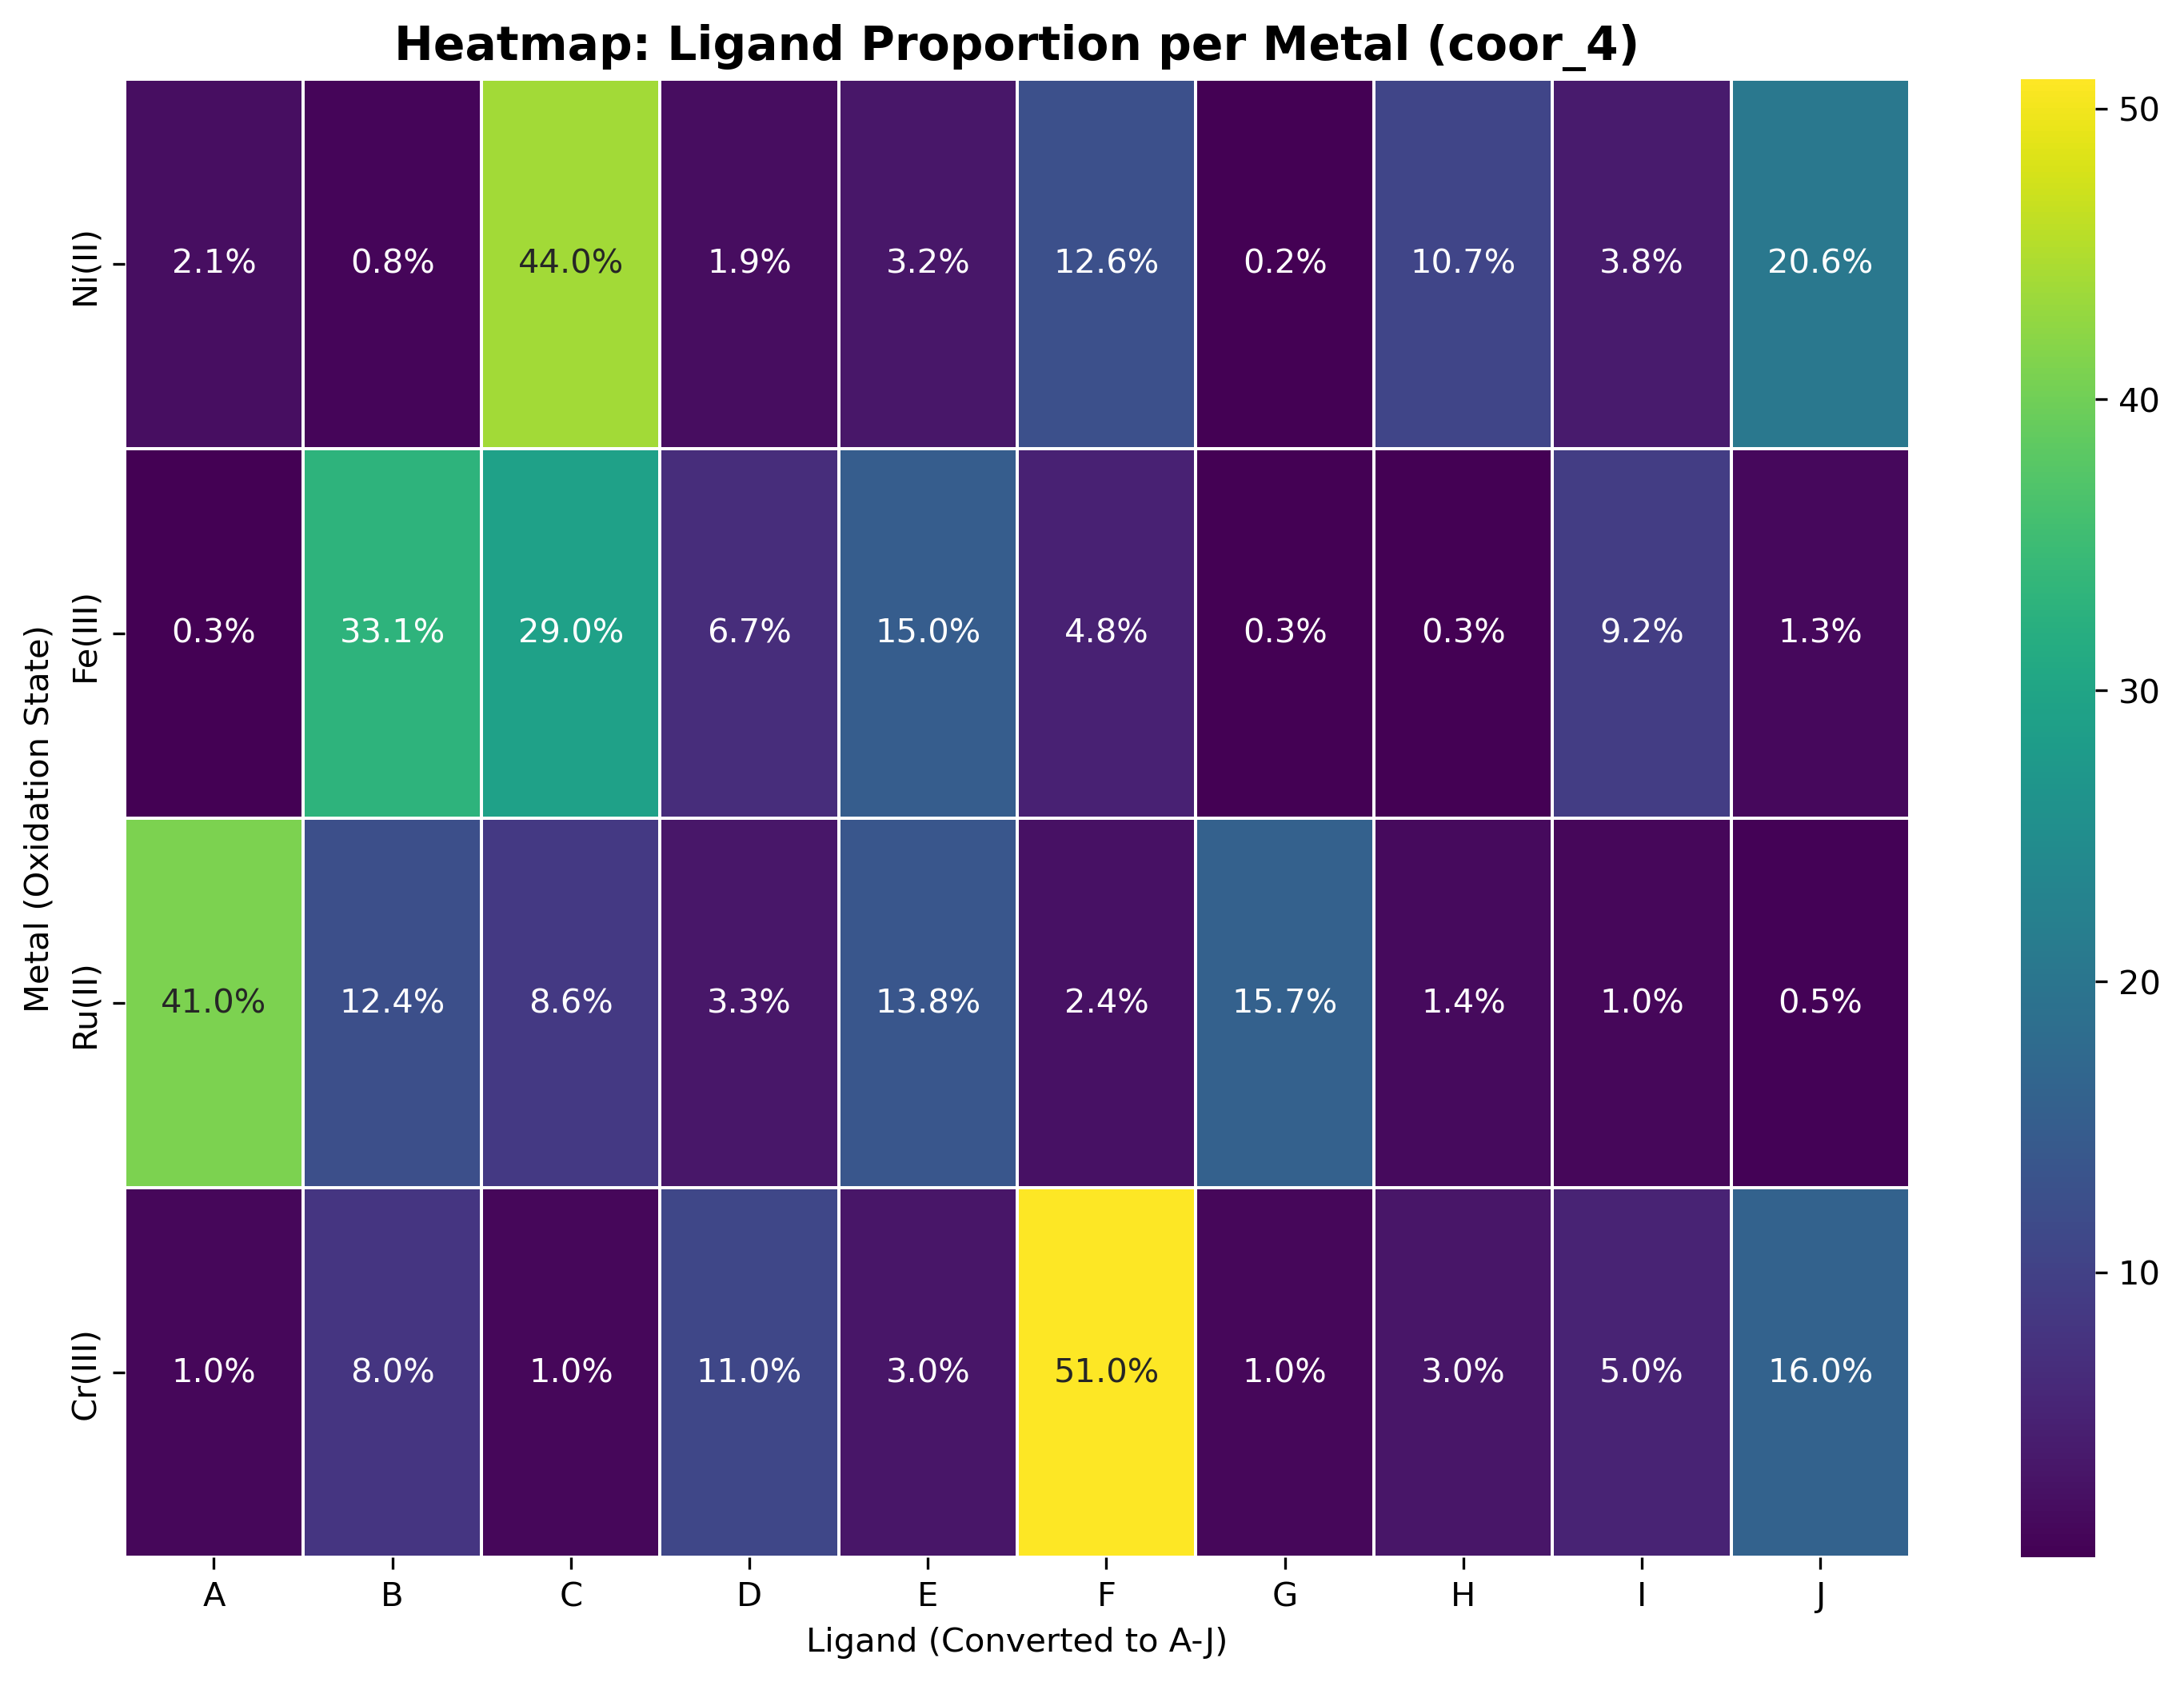 Heatmap: Ligand Proportion per Metal (coor_4)
Metal (Oxidation State)
Ni(II) 2.1% 0.8% 44.0% 1.9% 3.2% 12.6% 0.2% 10.7% 3.8% 20.6%
Fe(III) 0.3% 33.1% 29.0% 6.7% 15.0% 4.8% 0.3% 0.3% 9.2% 1.3%
Ru(II) 41.0% 12.4% 8.6% 3.3% 13.8% 2.4% 15.7% 1.4% 1.0% 0.5%
Cr(III) 1.0% 8.0% 1.0% 11.0% 3.0% 51.0% 1.0% 3.0% 5.0% 16.0%
A B C D E F G H I J
Ligand (Converted to A-J)
50
40
30
20
10